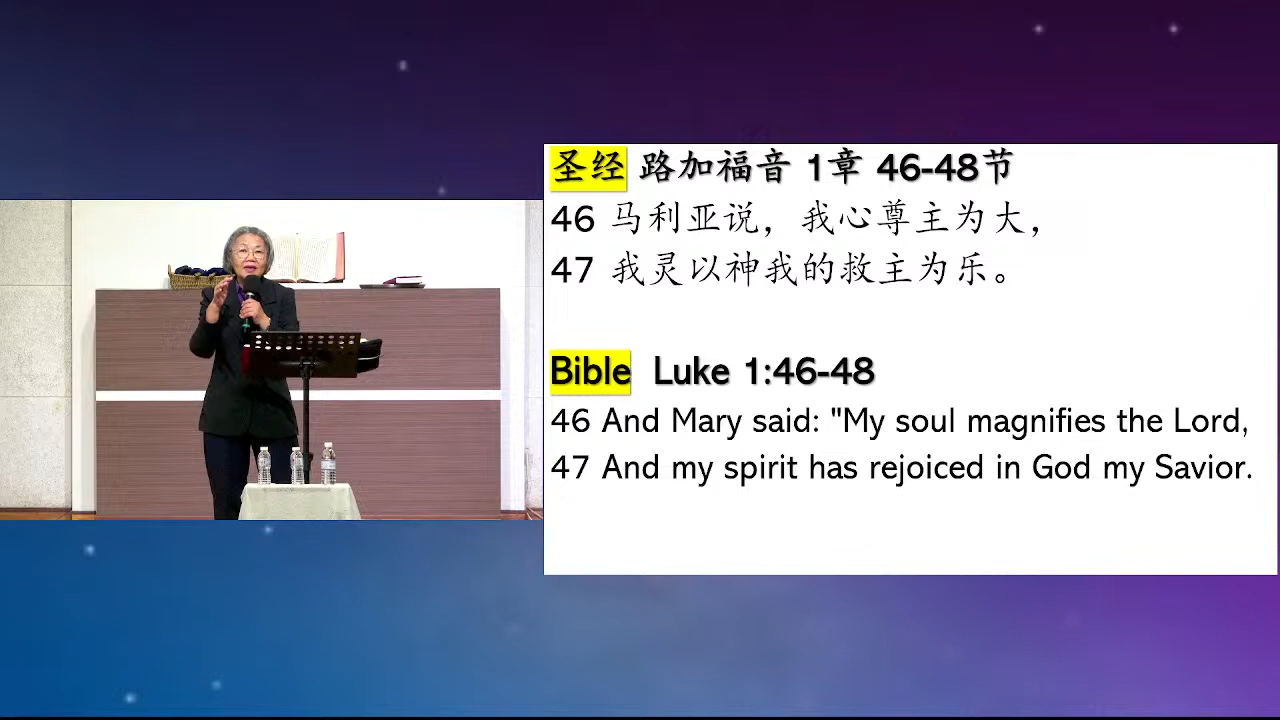 圣经 路加福音 1章 46-48节
46 马利亚说，我心尊主为大，
47 我灵以神我的救主为乐。
Bible Luke 1:46-48
46 And Mary said: "My soul magnifies the Lord,
47 And my spirit has rejoiced in God my Savior.